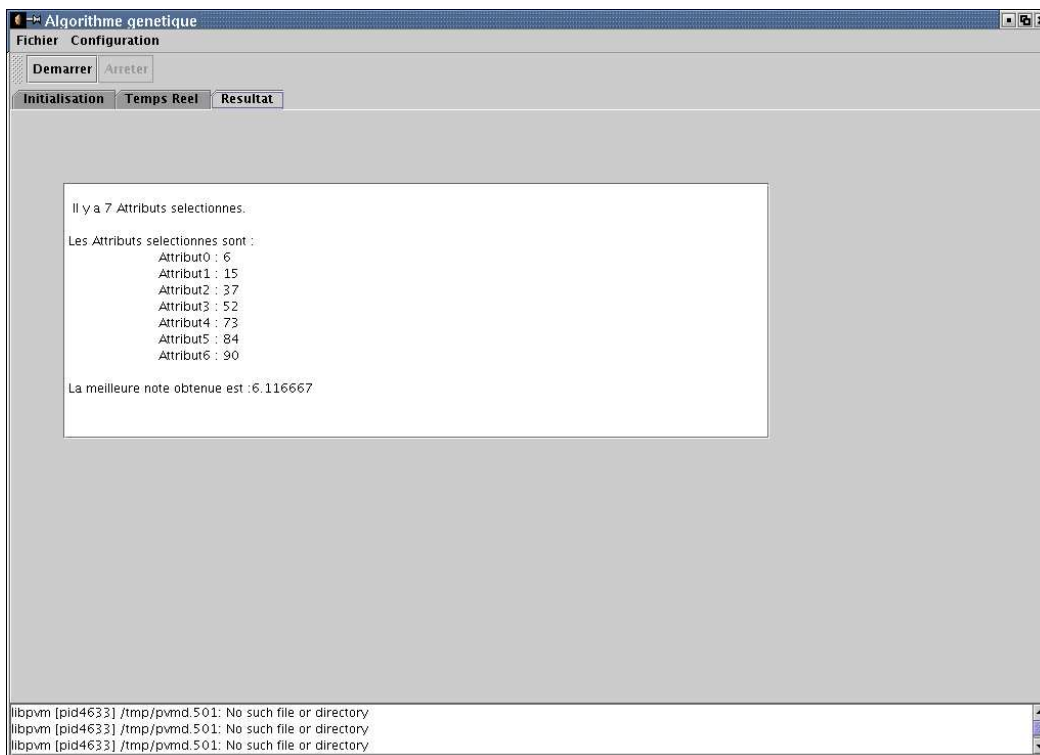 Algorithme genetique
Fichier Configuration
Demarrer Arreter
Initialisation Temps Reel Resultat
Il y a 7 Attributs selectionnes.
Les Attributs selectionnes sont :
Attribut0 : 6
Attribut1 : 15
Attribut2 : 37
Attribut3 : 52
Attribut4 : 73
Attribut5 : 84
Attribut6 : 90
La meilleure note obtenue est :6.116667
libpvm [pid4633] /tmp/pvmd.501: No such file or directory
libpvm [pid4633] /tmp/pvmd.501: No such file or directory
libpvm [pid4633] /tmp/pvmd.501: No such file or directory